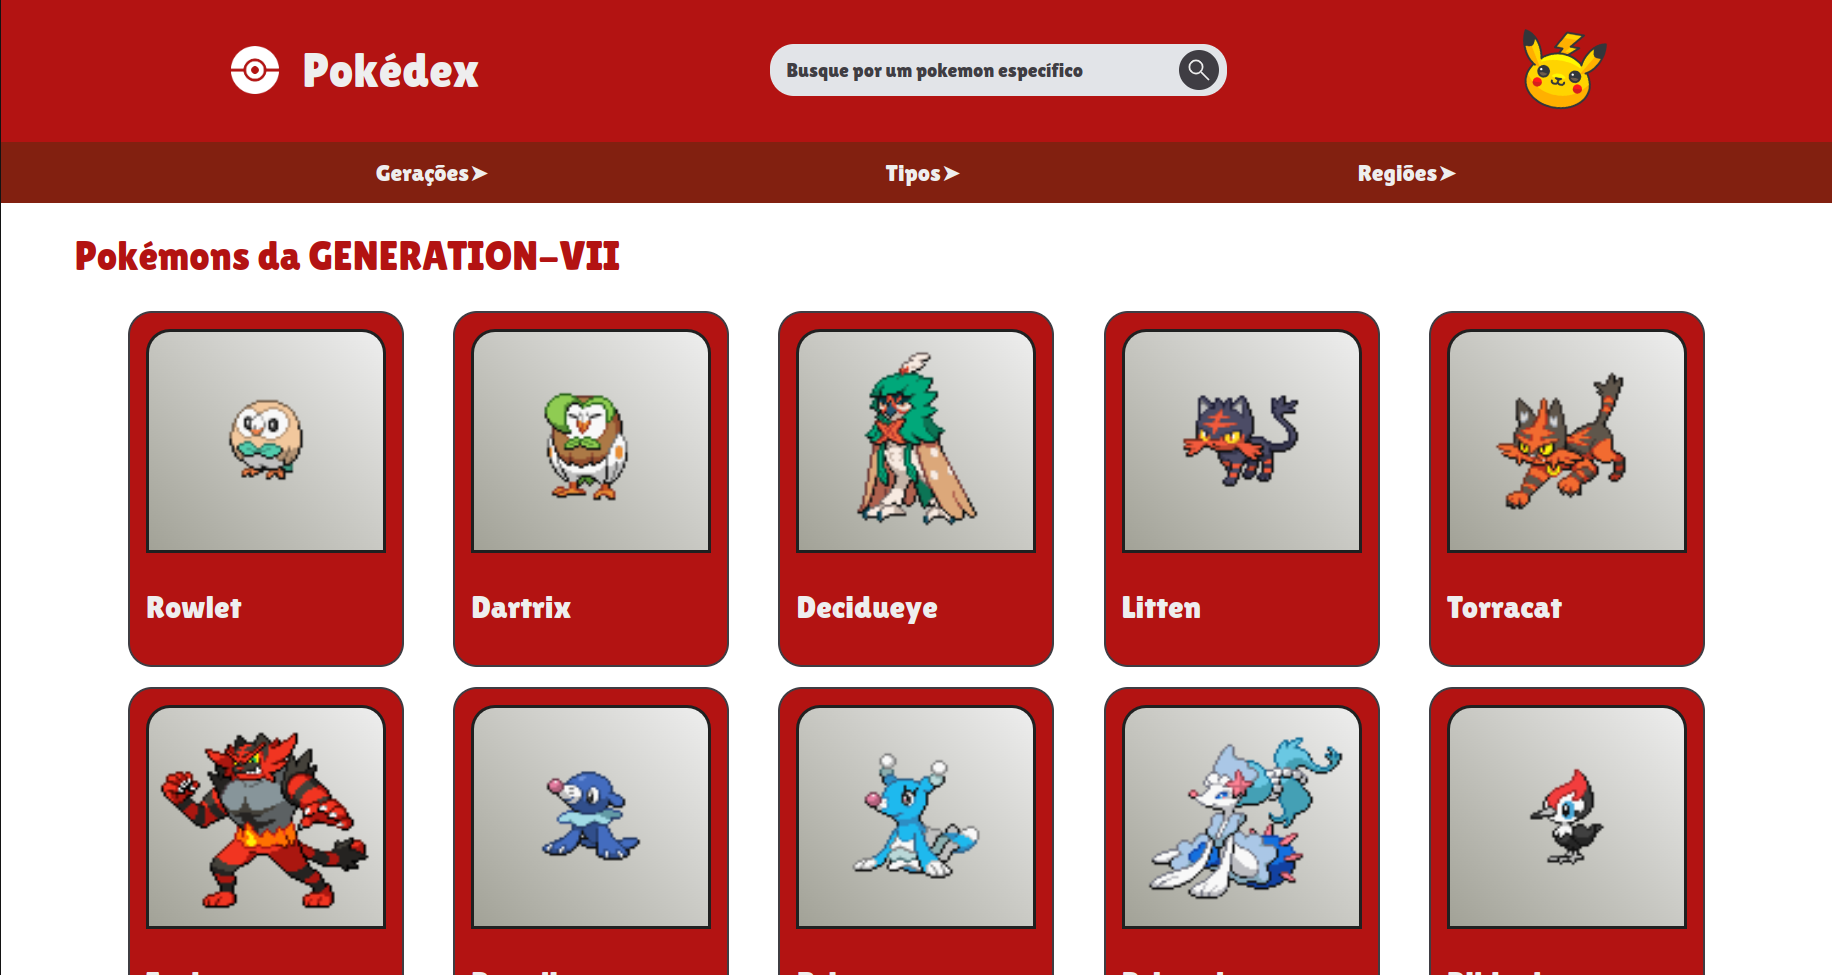 Pokédex
Busque por um pokemon específico
Gerações➤
Tipos➤
Regiões➤
Pokémons da GENERATION-VII
Rowlet
Dartrix
Decidueye
Litten
Torracat